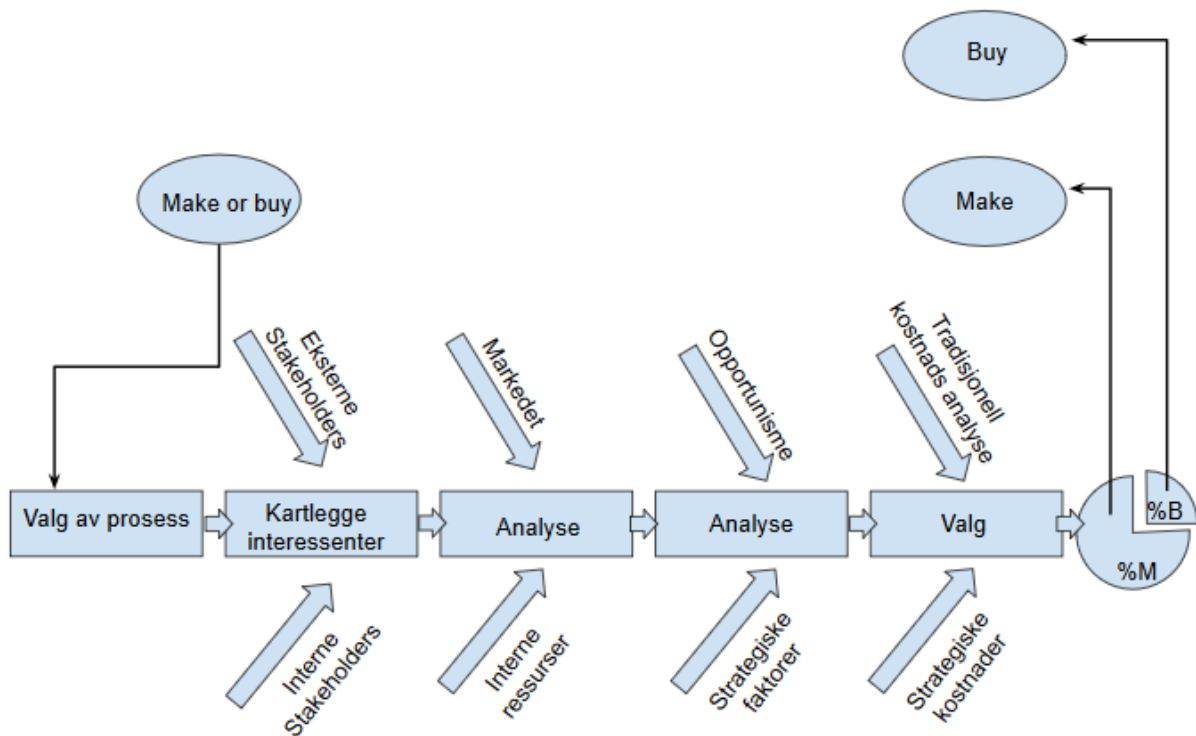 Buy
Make or buy
Make
Eksterne
Stakeholders
Markedet
Opportunisme
Tradisjonell
kostnads analyse
Valg av prosess
Kartlegge
interessenter
Analyse
Analyse
Valg
%B
%M
Interne
Stakeholders
Interne
ressurser
Strategiske
faktorer
Strategiske
kostnader